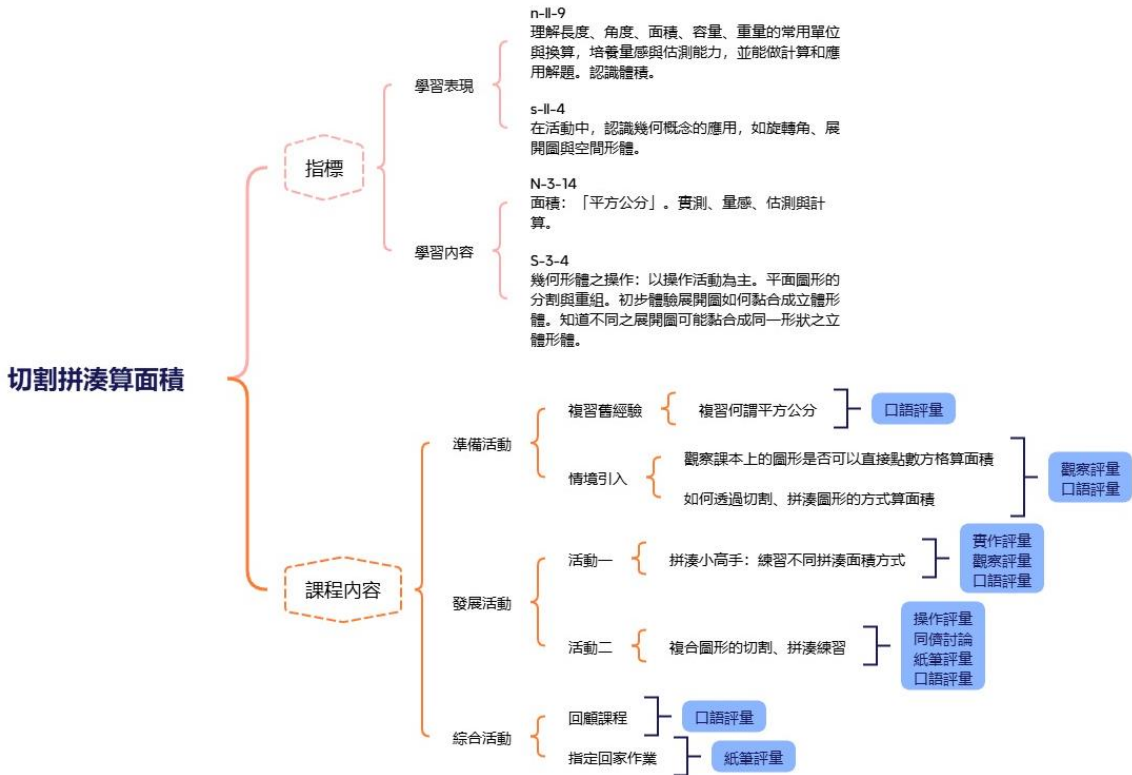 切割拼湊算面積
指標
學習表現
n-II-9
理解長度、角度、面積、容量、重量的常用單位
與換算，培養量感與估測能力，並能做計算和應
用解題。認識體積。
s-II-4
在活動中，認識幾何概念的應用，如旋轉角、展
開圖與空間形體。
學習內容
N-3-14
面積：「平方公分」。實測、量感、估測與計
算。
S-3-4
幾何形體之操作：以操作活動為主。平面圖形的
分割與重組。初步體驗展開圖如何黏合成立體形
體。知道不同之展開圖可能黏合成同一形狀之立
體形體。
課程內容
準備活動
複習舊經驗
複習何謂平方公分
口語評量
情境引入
觀察課本上的圖形是否可以直接點數方格算面積
如何透過切割、拼湊圖形的方式算面積
觀察評量
口語評量
發展活動
活動一
拼湊小高手：練習不同拼湊面積方式
實作評量
觀察評量
口語評量
活動二
複合圖形的切割、拼湊練習
操作評量
同儕討論
紙筆評量
口語評量
綜合活動
回顧課程
口語評量
指定回家作業
紙筆評量